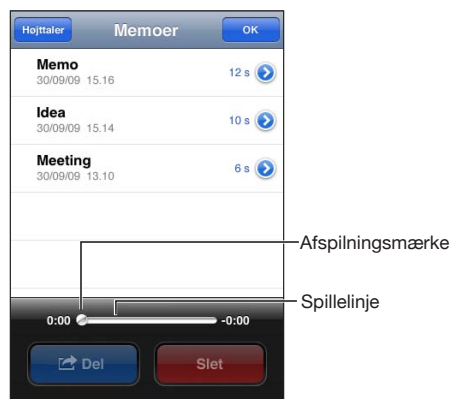 Højttaler Memoer OK
Memo
30/09/09 15.16 12 s
Idea
30/09/09 15.14 10 s
Meeting
30/09/09 13.10 6 s
Afspilningsmærke
Spillelinje
0:00 -0:00
Del Slet